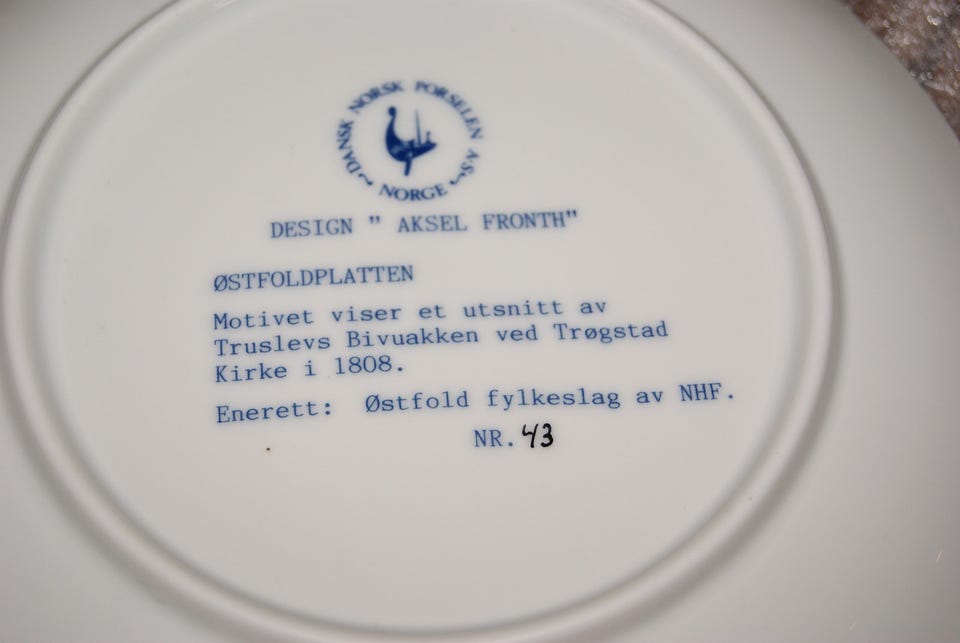 DANSK NORSK PORSELEN A.S
NORGE
DESIGN " AKSEL FRONTH"
ØSTFOLDPLATTEN
Motivet viser et utsnitt av
Truslevs Bivuakken ved Trøgstad
Kirke i 1808.
Enerett: Østfold fylkeslag av NHF.
NR. 43